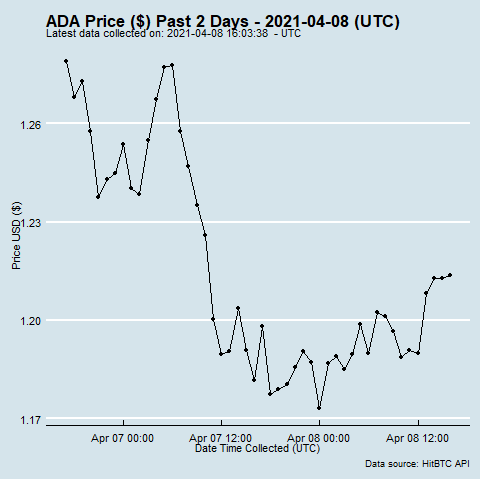 ADA Price ($) Past 2 Days - 2021-04-08 (UTC)
Latest data collected on: 2021-04-08 16:03:38 - UTC
1.26
1.23
1.20
1.17
Price USD ($)
Apr 07 00:00
Apr 07 12:00
Apr 08 00:00
Apr 08 12:00
Date Time Collected (UTC)
Data source: HitBTC API